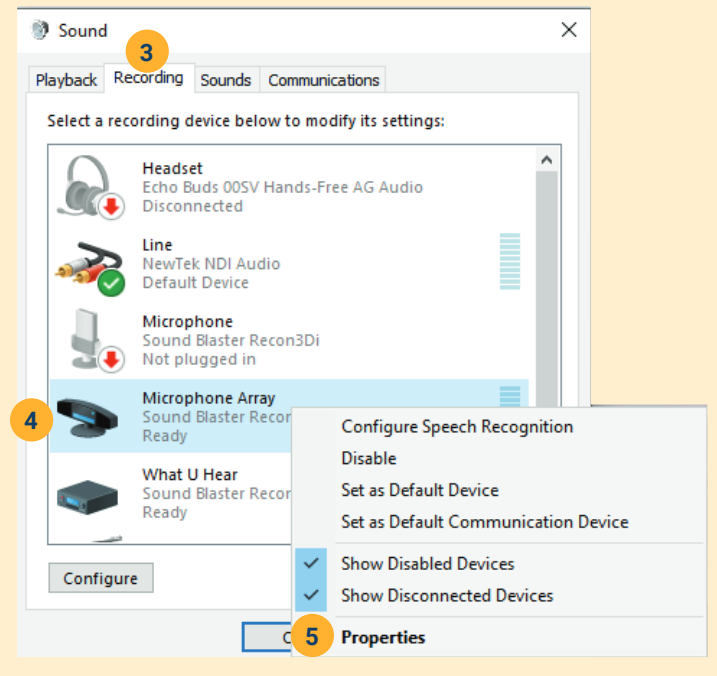 Sound
3
Playback Recording Sounds Communications
Select a recording device below to modify its settings:
Headset
Echo Buds 00SV Hands-Free AG Audio
Disconnected
Line
NewTek NDI Audio
Default Device
Microphone
Sound Blaster Recon3Di
Not plugged in
4
Microphone Array
Sound Blaster Recor
Ready
What U Hear
Sound Blaster Recor
Ready
Configure Speech Recognition
Disable
Set as Default Device
Set as Default Communication Device
Show Disabled Devices
Show Disconnected Devices
5 Properties
Configure